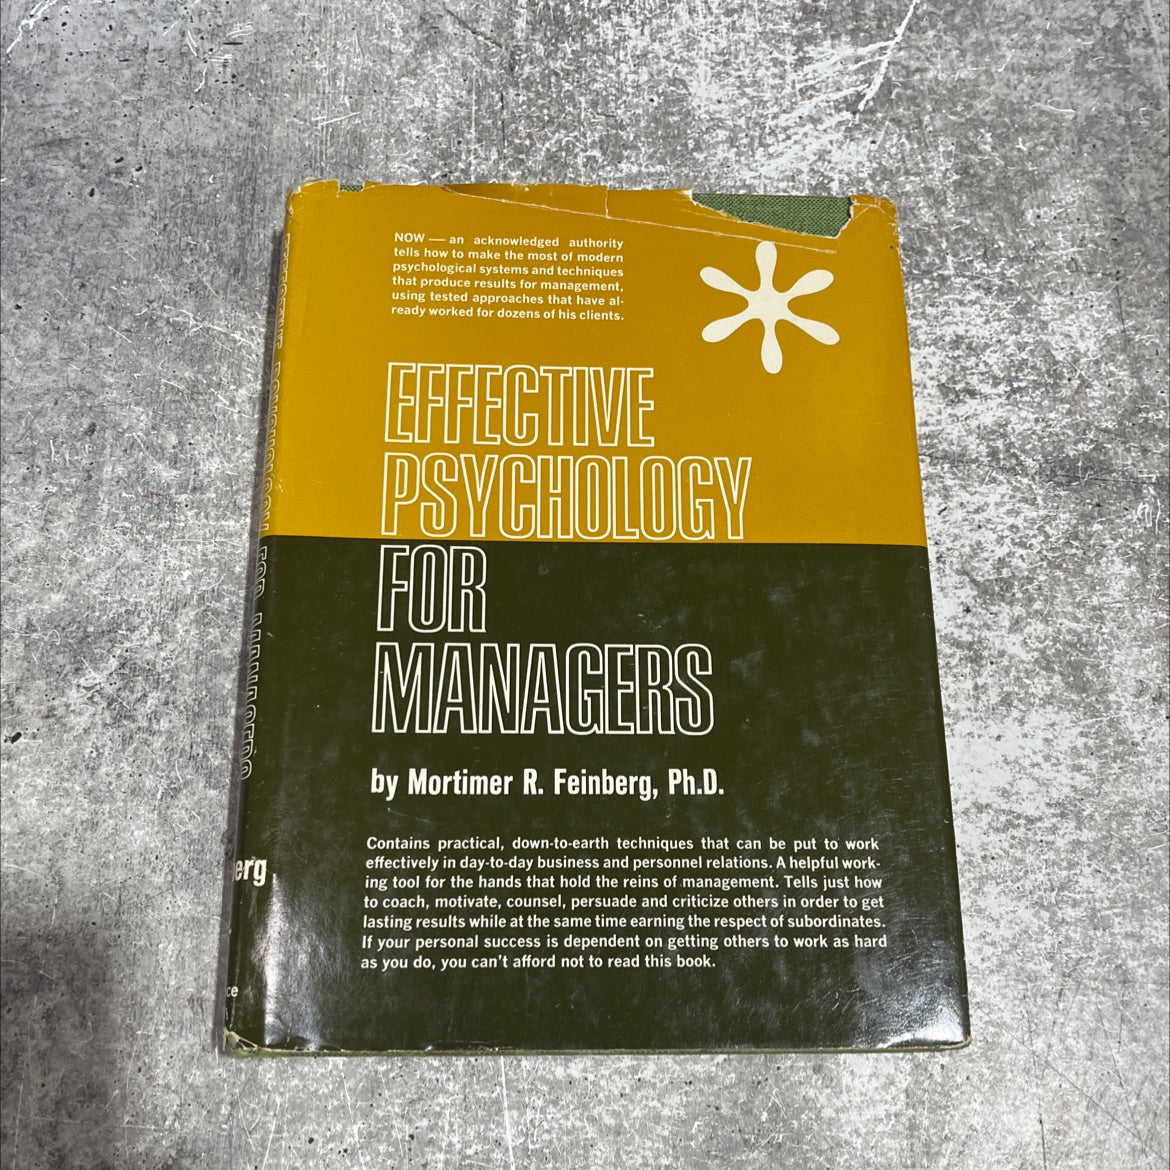 NOW — an acknowledged authority
tells how to make the most of modern
psychological systems and techniques
that produce results for management,
using tested approaches that have al-
ready worked for dozens of his clients.
EFFECTIVE
PSYCHOLOGY
FOR
MANAGERS
by Mortimer R. Feinberg, Ph.D.
Contains practical, down-to-earth techniques that can be put to work
effectively in day-to-day business and personnel relations. A helpful work-
ing tool for the hands that hold the reins of management. Tells just how
to coach, motivate, counsel, persuade and criticize others in order to get
lasting results while at the same time earning the respect of subordinates.
If your personal success is dependent on getting others to work as hard
as you do, you can't afford not to read this book.
EFFECTIVE PSYCHOLOGY FOR MANAGERS
erg
ce